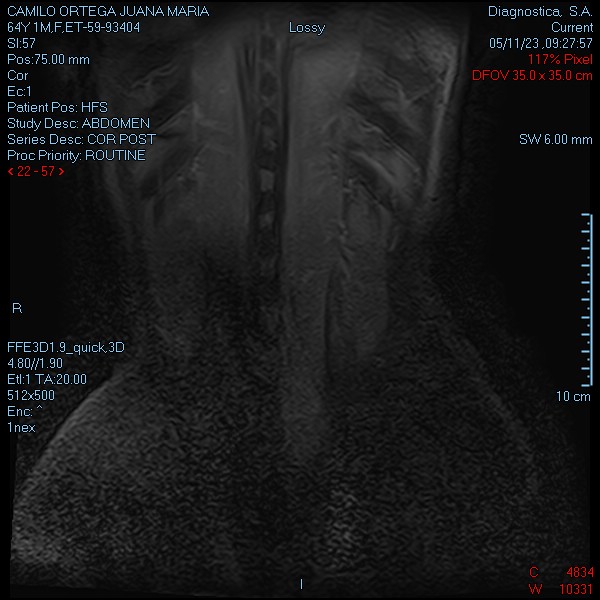 CAMILO ORTEGA JUANA MARIA
64Y 1M,F,ET-59-93404
Sl:57
Pos:75.00 mm
Cor
Ec:1
Patient Pos: HFS
Study Desc: ABDOMEN
Series Desc: COR POST
Proc Priority: ROUTINE
< 22 - 57 >
Lossy
Diagnostica, S.A.
Current
05/11/23 ,09:27:57
117% Pixel
DFOV 35.0 x 35.0 cm
SW 6.00 mm
R
10 cm
FFE3D1.9_quick,3D
4.80//1.90
Etl:1 TA:20.00
512x500
Enc: ^
1nex
I
C 4834
W 10331